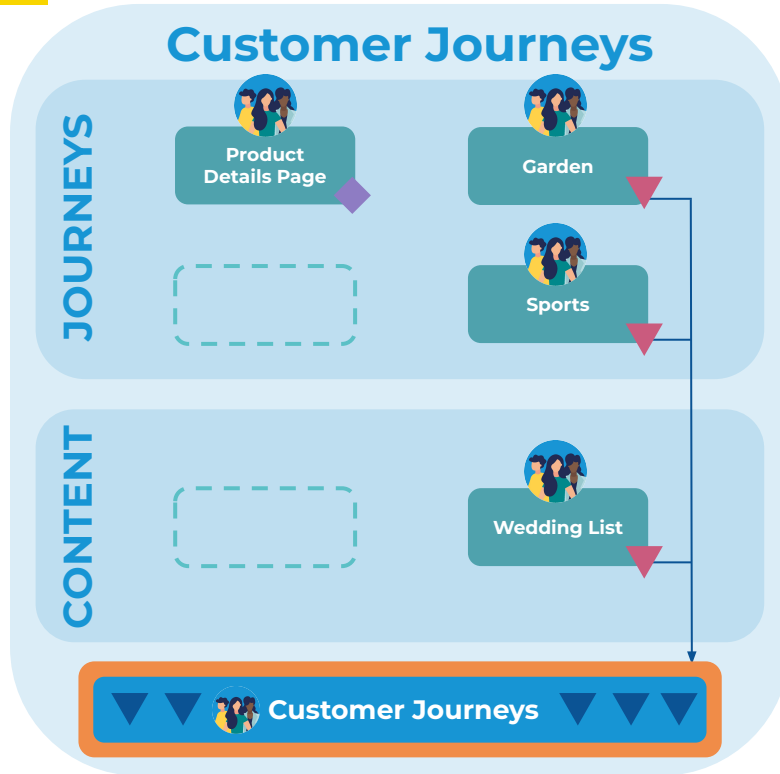 Customer Journeys
JOURNEYS
Product
Details Page
Garden
Sports
CONTENT
Wedding List
Customer Journeys